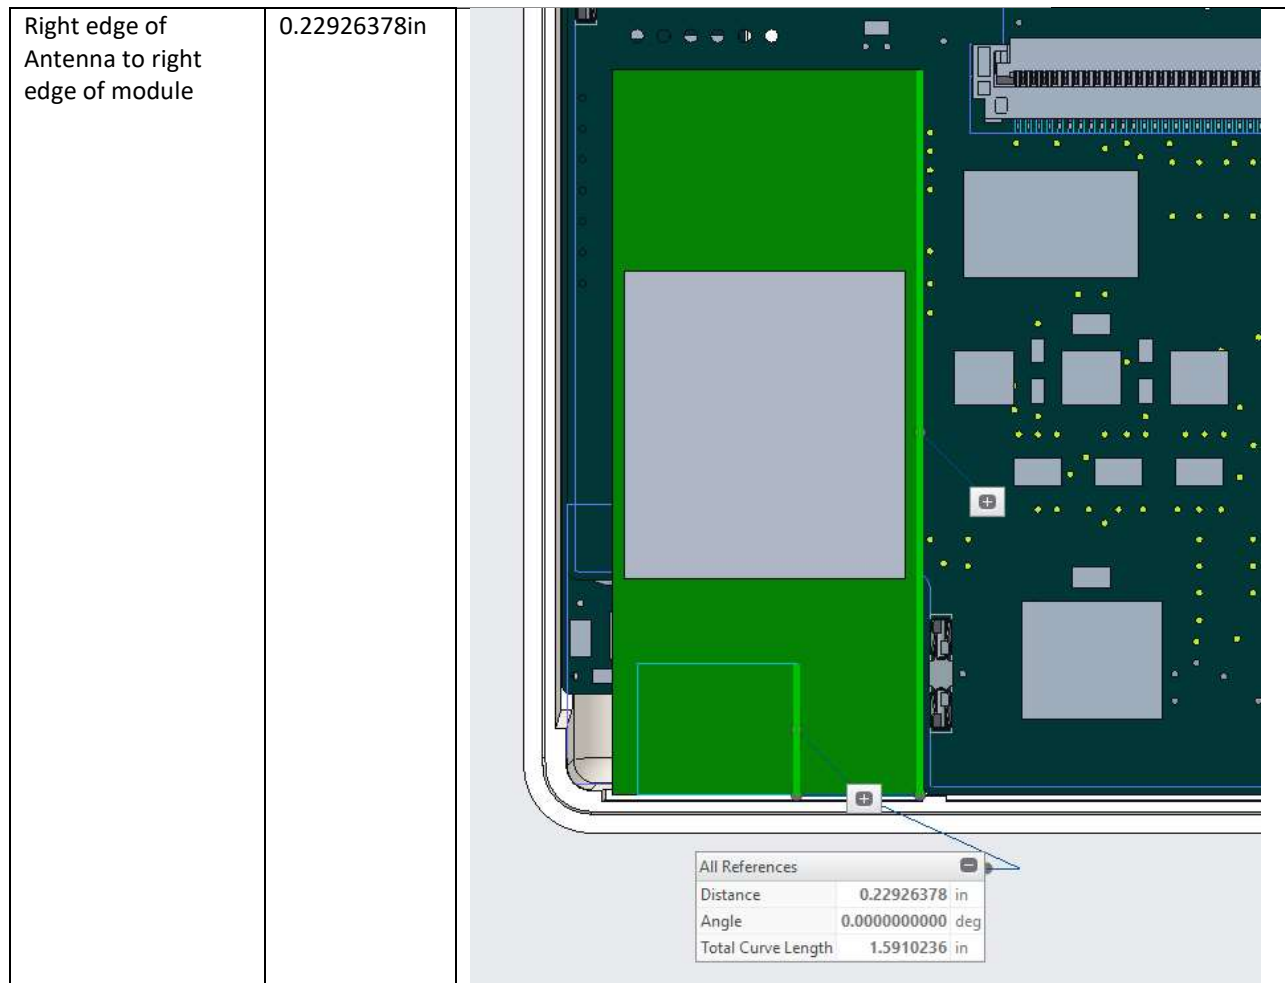 Right edge of
Antenna to right
edge of module
0.22926378in
All References
Distance 0.22926378 in
Angle 0.0000000000 deg
Total Curve Length 1.5910236 in